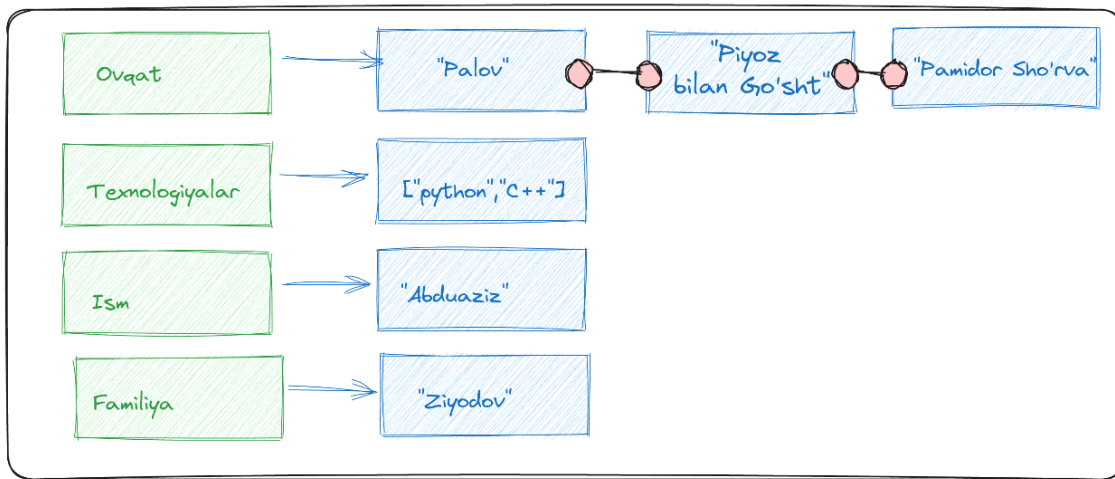 Ovqat
"Palov"
"Piyoz
bilan Go'sht"
"Pamidor Sho'rva"
Texnologiyalar
["python","C++"]
Ism
"Abduaziz"
Familiya
"Ziyodov"